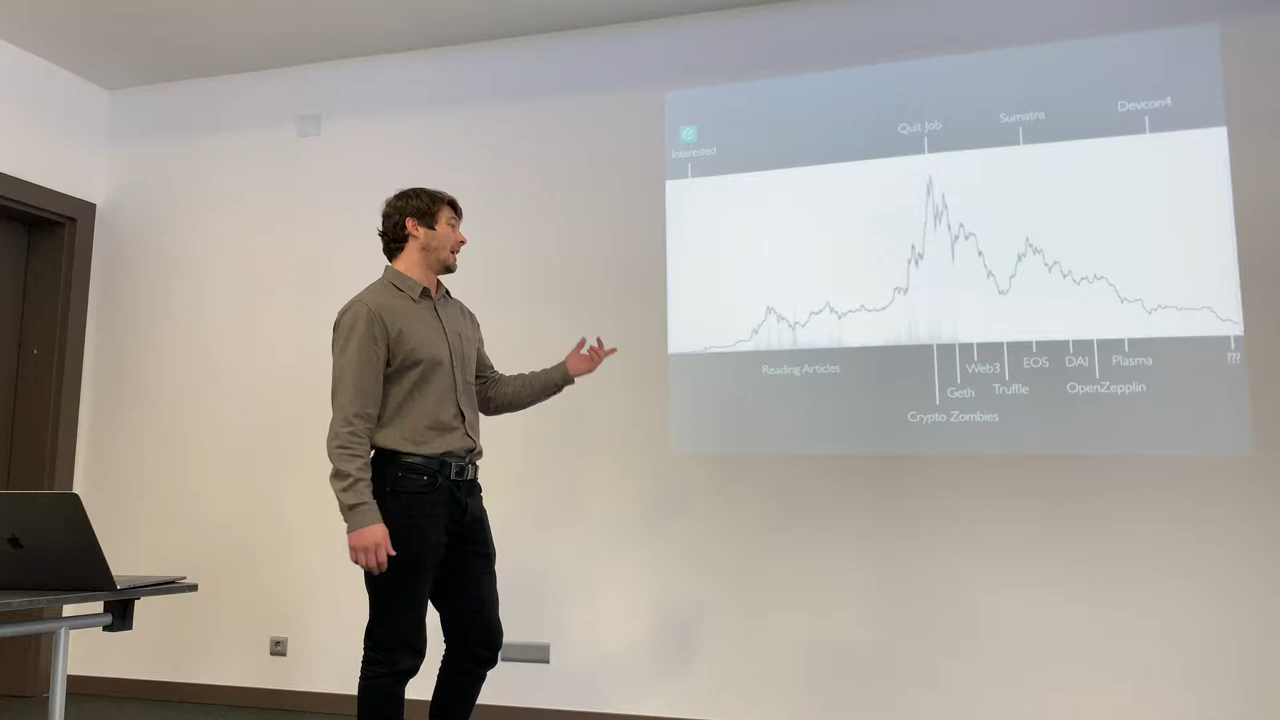 Quit Job
Sumatra
Devcon4
Interested
Reading Articles
Web3
EOS
DAI
Plasma
???
Geth
Truffle
OpenZepplin
Crypto Zombies